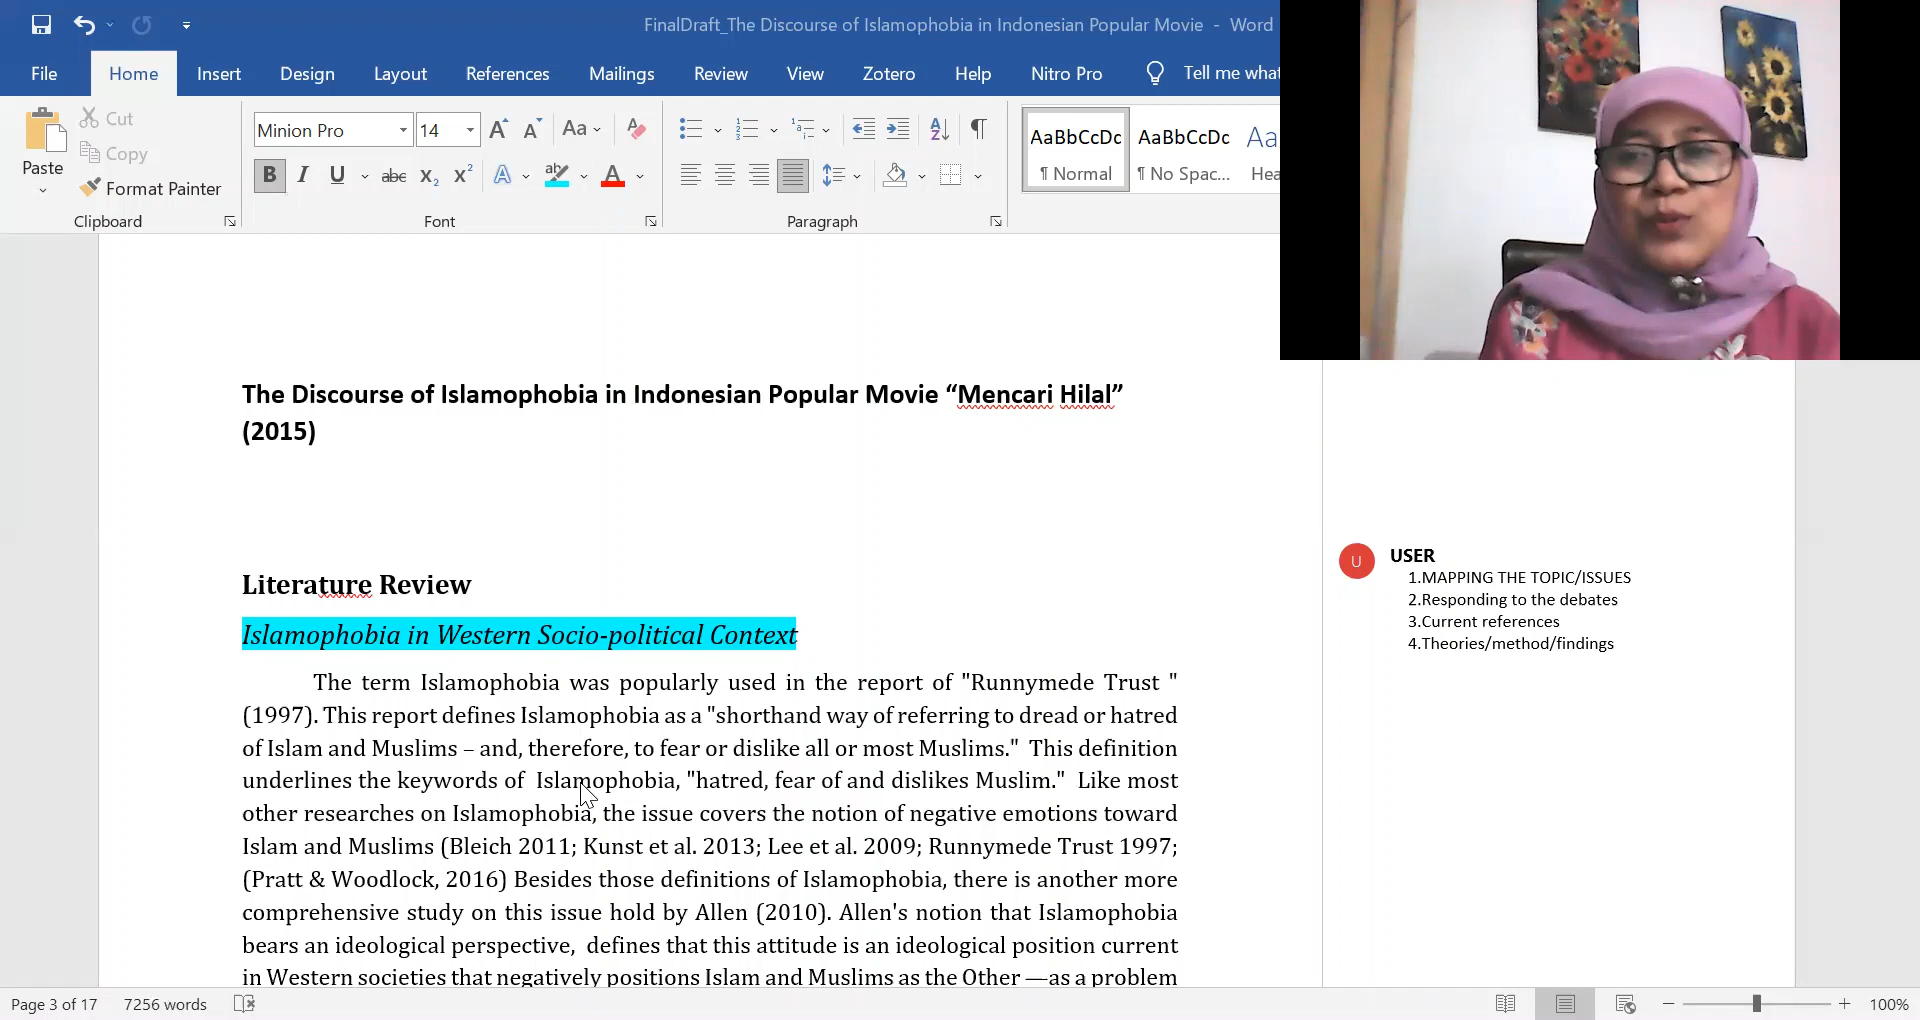 FinalDraft_The Discourse of Islamophobia in Indonesian Popular Movie - Word
File Home Insert Design Layout References Mailings Review View Zotero Help Nitro Pro Tell me what
Cut
Copy
Paste
Format Painter
Clipboard
Minion Pro 14 A A Aa
B I U abc X₂ X² A ab A
Font
Paragraph
AaBbCcDc AaBbCcDc Aa
¶ Normal ¶ No Spac... Hea
The Discourse of Islamophobia in Indonesian Popular Movie “Mencari Hilal”
(2015)
Literature Review
Islamophobia in Western Socio-political Context
The term Islamophobia was popularly used in the report of "Runnymede Trust "
(1997). This report defines Islamophobia as a "shorthand way of referring to dread or hatred
of Islam and Muslims – and, therefore, to fear or dislike all or most Muslims." This definition
underlines the keywords of Islamophobia, "hatred, fear of and dislikes Muslim." Like most
other researches on Islamophobia, the issue covers the notion of negative emotions toward
Islam and Muslims (Bleich 2011; Kunst et al. 2013; Lee et al. 2009; Runnymede Trust 1997;
(Pratt & Woodlock, 2016) Besides those definitions of Islamophobia, there is another more
comprehensive study on this issue hold by Allen (2010). Allen's notion that Islamophobia
bears an ideological perspective, defines that this attitude is an ideological position current
in Western societies that negatively positions Islam and Muslims as the Other —as a problem
U USER
1.MAPPING THE TOPIC/ISSUES
2.Responding to the debates
3.Current references
4.Theories/method/findings
Page 3 of 17 7256 words 100%